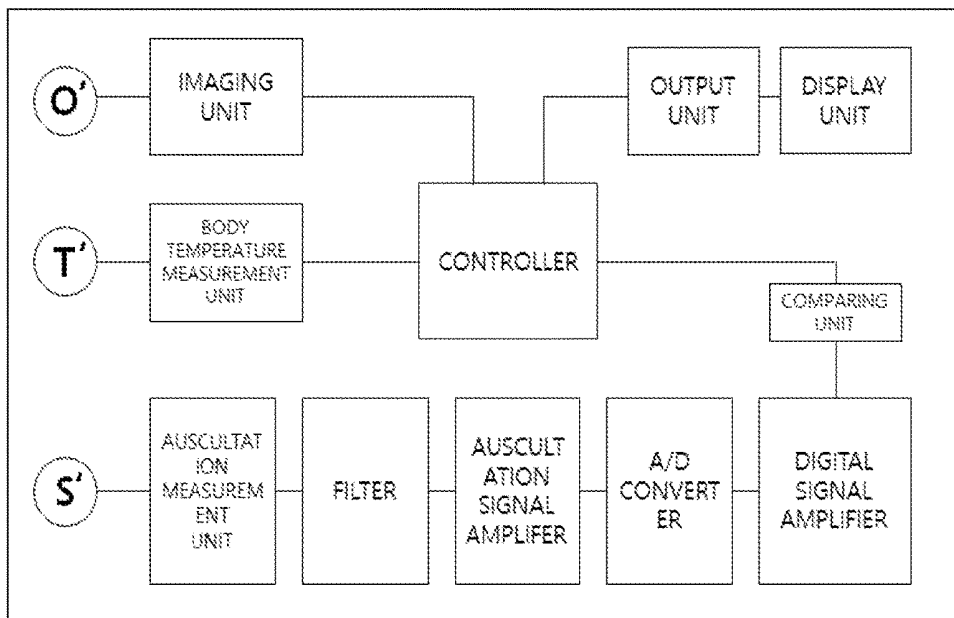 O'
IMAGING
UNIT
OUTPUT
UNIT
DISPLAY
UNIT
T'
BODY
TEMPERATURE
MEASUREMENT
UNIT
CONTROLLER
COMPARING
UNIT
S'
AUSCULTAT
ION
MEASUREM
ENT
UNIT
FILTER
AUSCULT
ATION
SIGNAL
AMPLIFER
A/D
CONVERT
ER
DIGITAL
SIGNAL
AMPLIFIER